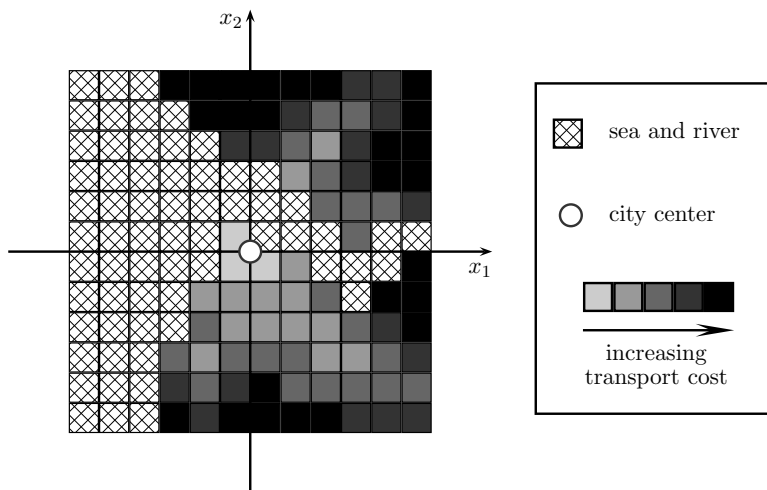 x₂
x₁
sea and river
city center
increasing
transport cost